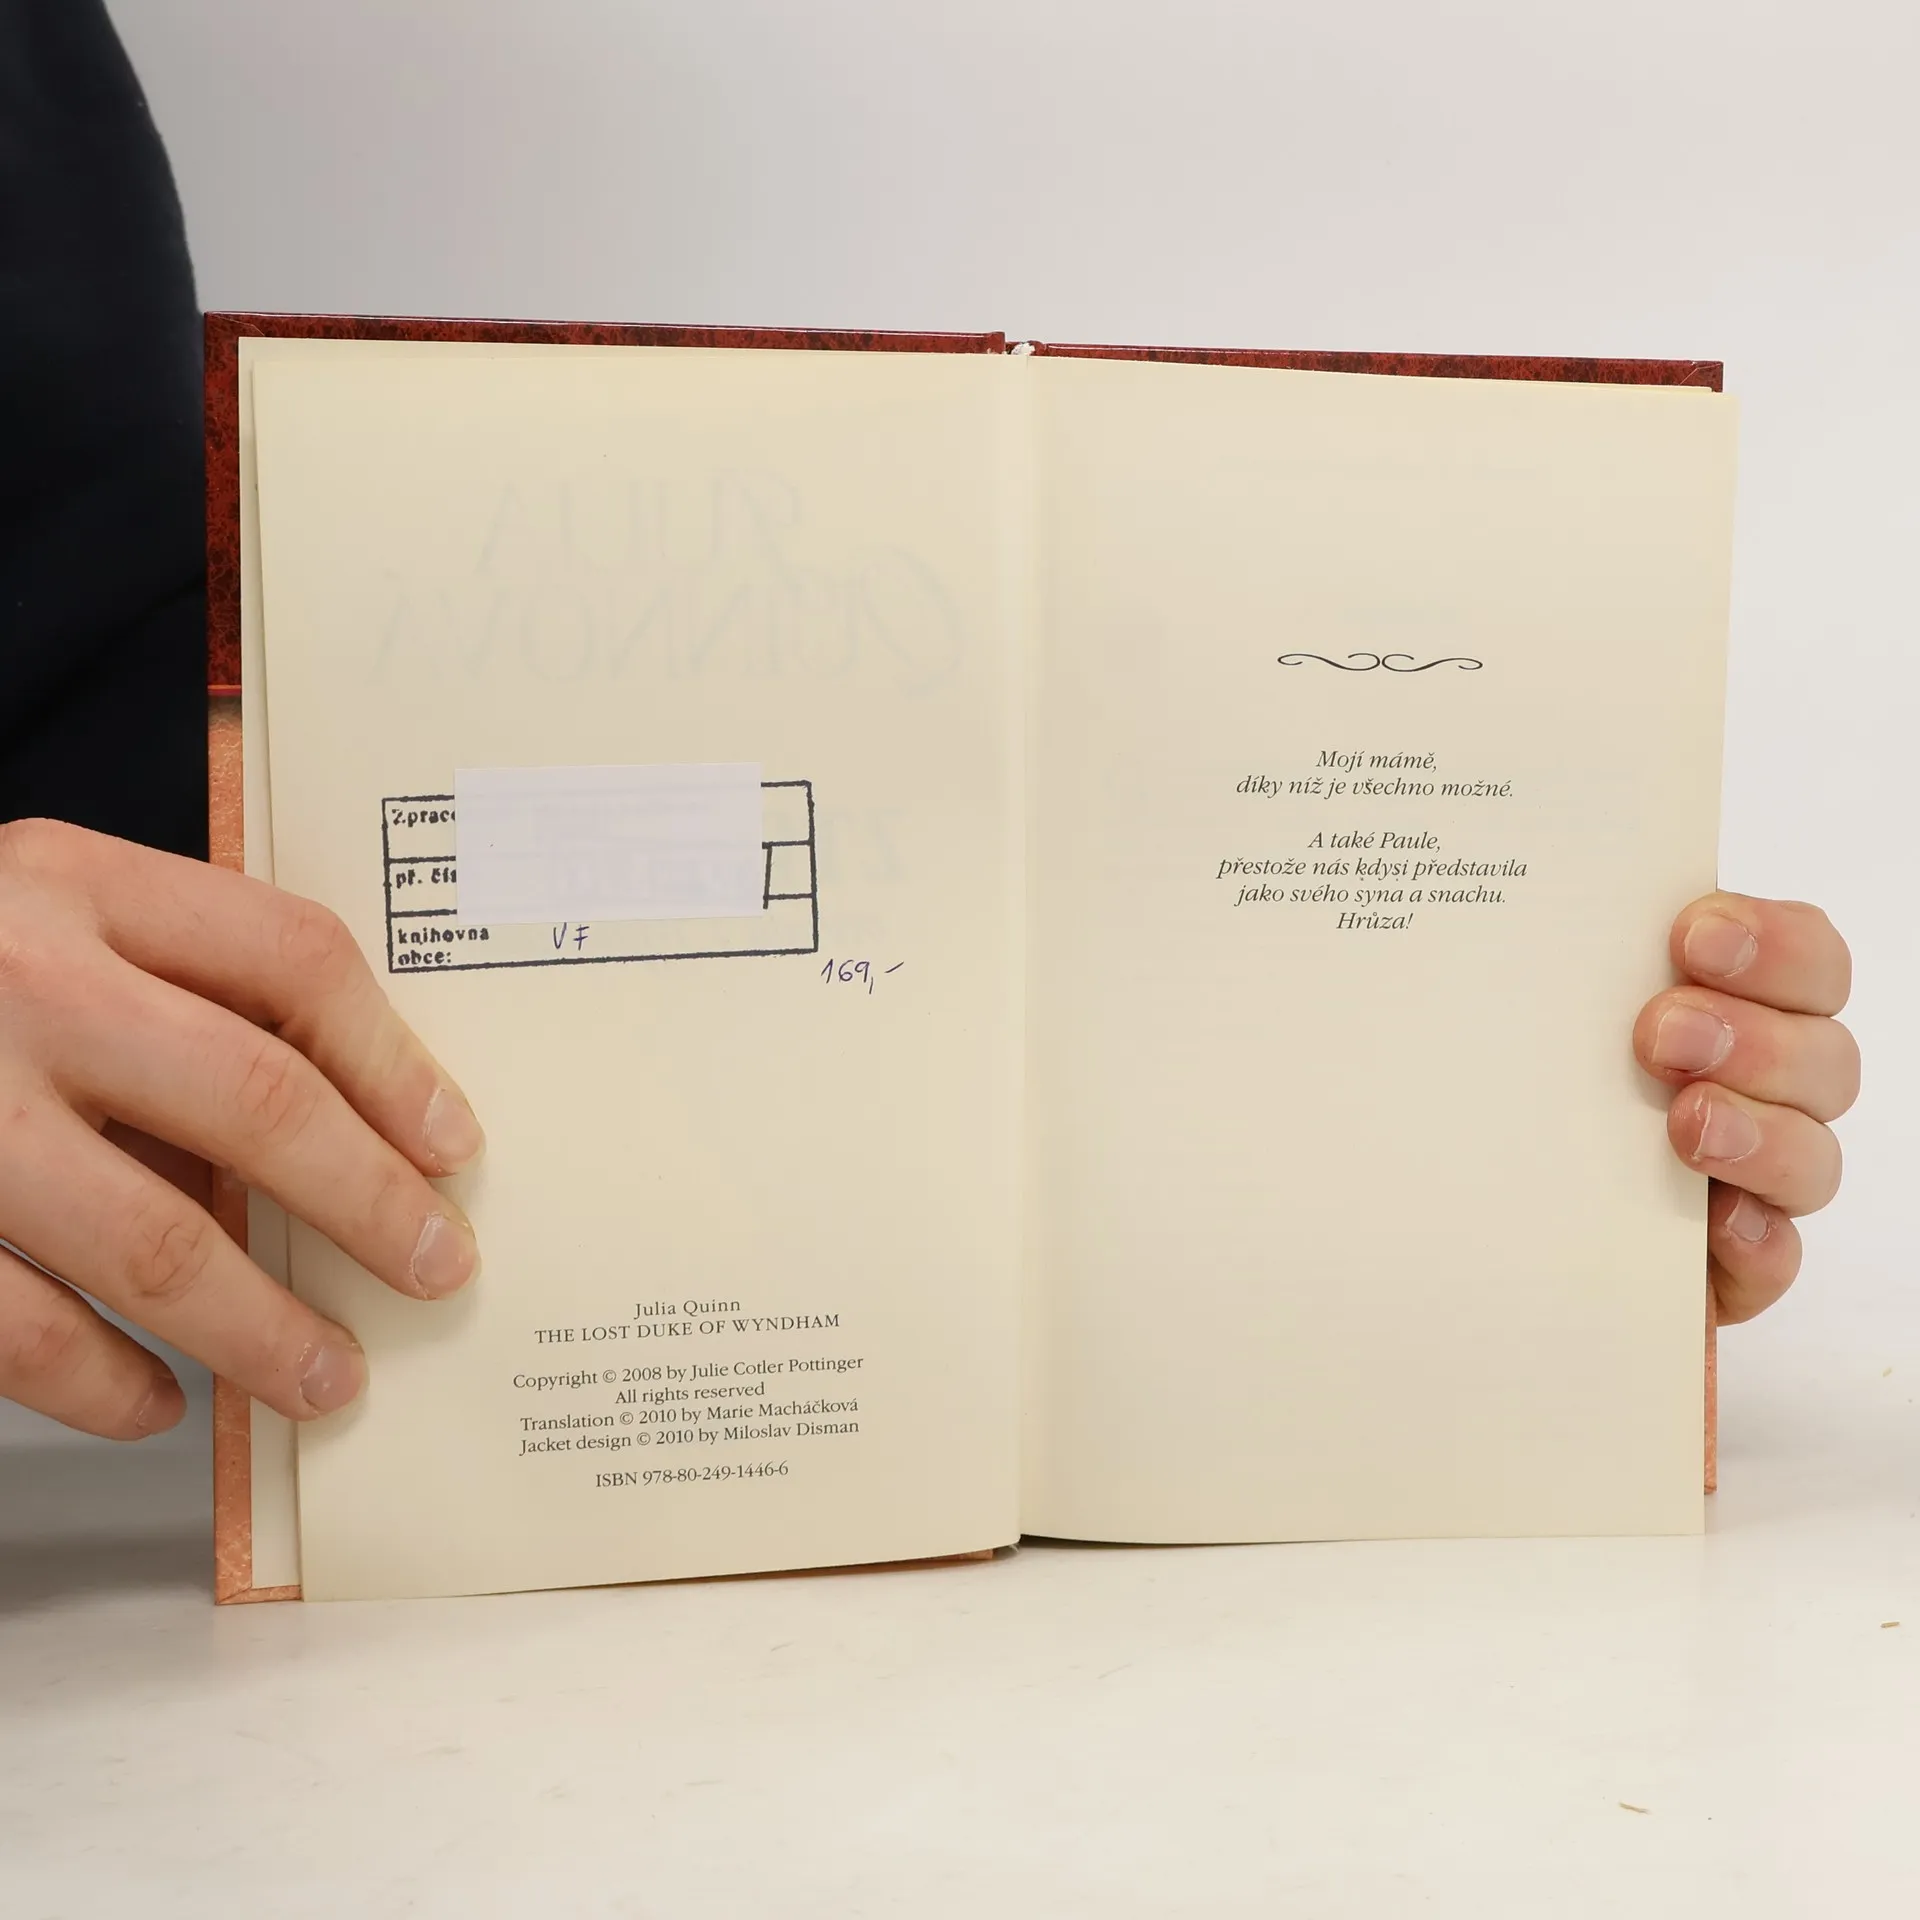 knihovna
obce:
VF
169,-
Julia Quinn
THE LOST DUKE OF WYNDHAM
Copyright © 2008 by Julie Cotler Pottinger
All rights reserved
Translation © 2010 by Marie Macháčková
Jacket design © 2010 by Miloslav Disman
ISBN 978-80-249-1446-6
Mojí mámě,
díky níž je všechno možné.
A také Paule,
přestože nás kdysi představila
jako svého syna a snachu.
Hrůza!